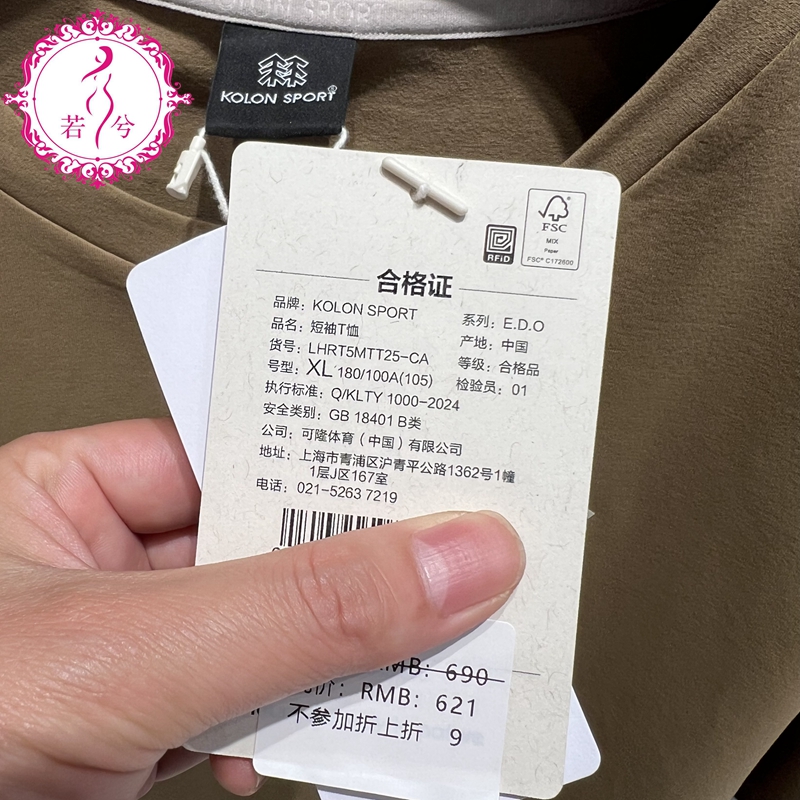 KOLON SPORT
KOLON SPORT®
若兮
RFiD
FSC
MIX
Paper
FSC® C172600
合格证
品牌：KOLON SPORT
系列：E.D.O
品名：短袖T恤
产地：中国
货号：LHRT5MTT25-CA
等级：合格品
号型：XL 180/100A(105)
检验员：01
执行标准：Q/KLTY 1000-2024
安全类别：GB 18401 B类
公司：可隆体育（中国）有限公司
地址：上海市青浦区沪青平公路1362号1幢
1层J区167室
电话：021-5263 7219
RMB：690
价：RMB：621
不参加折上折 9